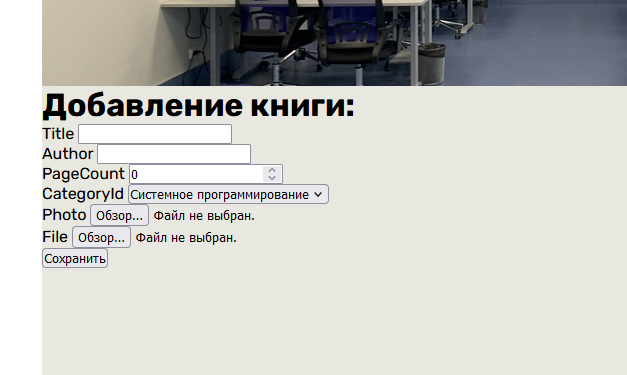 Добавление книги:
Title
Author
PageCount 0
CategoryId Системное программирование
Photo Обзор... Файл не выбран.
File Обзор... Файл не выбран.
Сохранить